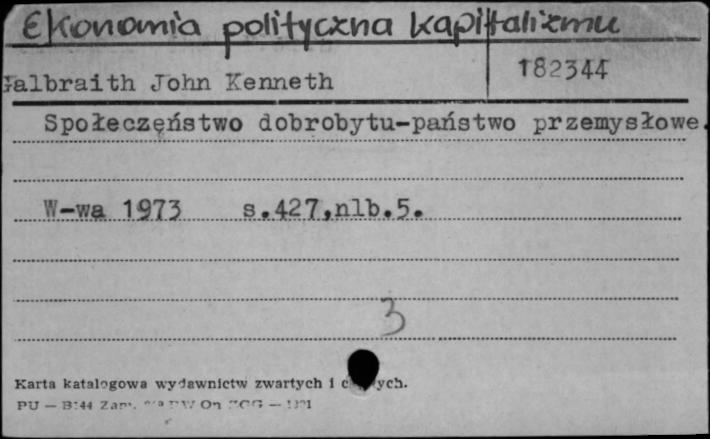 Ekonomia polityczna kapitalizmu
Galbraith John Kenneth
182344
Społeczeństwo dobrobytu-państwo przemysłowe.
W-wa 1973 s.427,nlb.5.
3
Karta katalogowa wydawnictw zwartych i
PU — Zam.